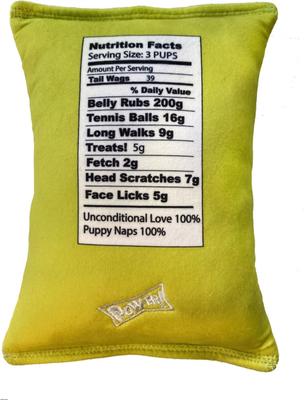 Nutrition Facts
Serving Size: 3 PUPS
Amount Per Serving
Tail Wags 39
% Daily Value
Belly Rubs 200g
Tennis Balls 16g
Long Walks 9g
Treats! 5g
Fetch 2g
Head Scratches 7g
Face Licks 5g
Unconditional Love 100%
Puppy Naps 100%
POWER!